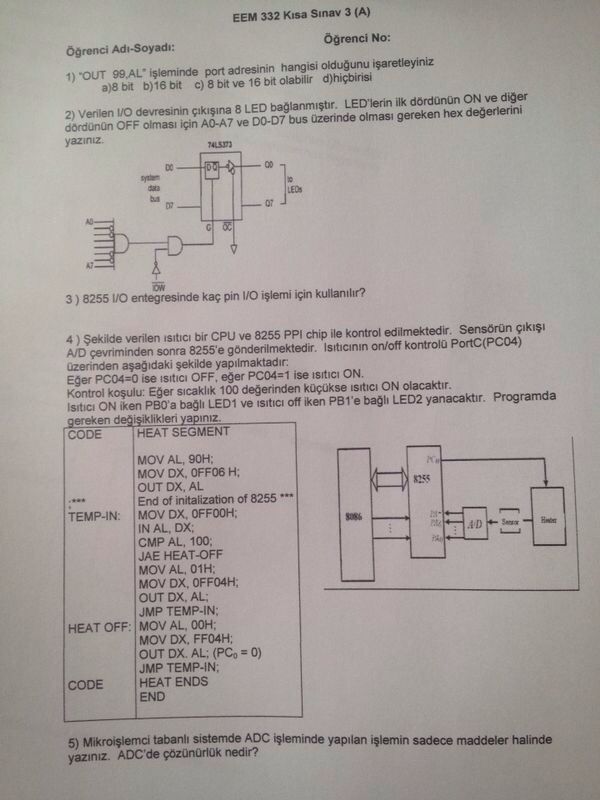 EEM 332 Kısa Sınav 3 (A)
Öğrenci Adı-Soyadı: Öğrenci No:
1) "OUT 99,AL" işleminde port adresinin hangisi olduğunu işaretleyiniz
a)8 bit b)16 bit c) 8 bit ve 16 bit olabilir d)hiçbirisi
2) Verilen I/O devresinin çıkışına 8 LED bağlanmıştır. LED'lerin ilk dördünün ON ve diğer
dördünün OFF olması için A0-A7 ve D0-D7 bus üzerinde olması gereken hex değerlerini
yazınız.
74LS373
D0 D Q Q0
system
data
bus
to
LEDs
D7 Q7
G OC
A0
A7
IOW
3 ) 8255 I/O entegresinde kaç pin I/O işlemi için kullanılır?
4 ) Şekilde verilen ısıtıcı bir CPU ve 8255 PPI chip ile kontrol edilmektedir. Sensörün çıkışı
A/D çevriminden sonra 8255'e gönderilmektedir. Isıtıcının on/off kontrolü PortC(PC04)
üzerinden aşağıdaki şekilde yapılmaktadır:
Eğer PC04=0 ise ısıtıcı OFF, eğer PC04=1 ise ısıtıcı ON.
Kontrol koşulu: Eğer sıcaklık 100 değerinden küçükse ısıtıcı ON olacaktır.
Isıtıcı ON iken PB0'a bağlı LED1 ve ısıtıcı off iken PB1'e bağlı LED2 yanacaktır. Programda
gereken değişiklikleri yapınız.
CODE HEAT SEGMENT
MOV AL, 90H;
MOV DX, 0FF06 H;
OUT DX, AL
;*** End of initalization of 8255 ***
TEMP-IN: MOV DX, 0FF00H;
IN AL, DX;
CMP AL, 100;
JAE HEAT-OFF
MOV AL, 01H;
MOV DX, 0FF04H;
OUT DX, AL;
JMP TEMP-IN;
HEAT OFF: MOV AL, 00H;
MOV DX, FF04H;
OUT DX. AL; (PC0 = 0)
JMP TEMP-IN;
CODE HEAT ENDS
END
8255
8086
A/D
Sensor
Heater
5) Mikroişlemci tabanlı sistemde ADC işleminde yapılan işlemin sadece maddeler halinde
yazınız. ADC'de çözünürlük nedir?